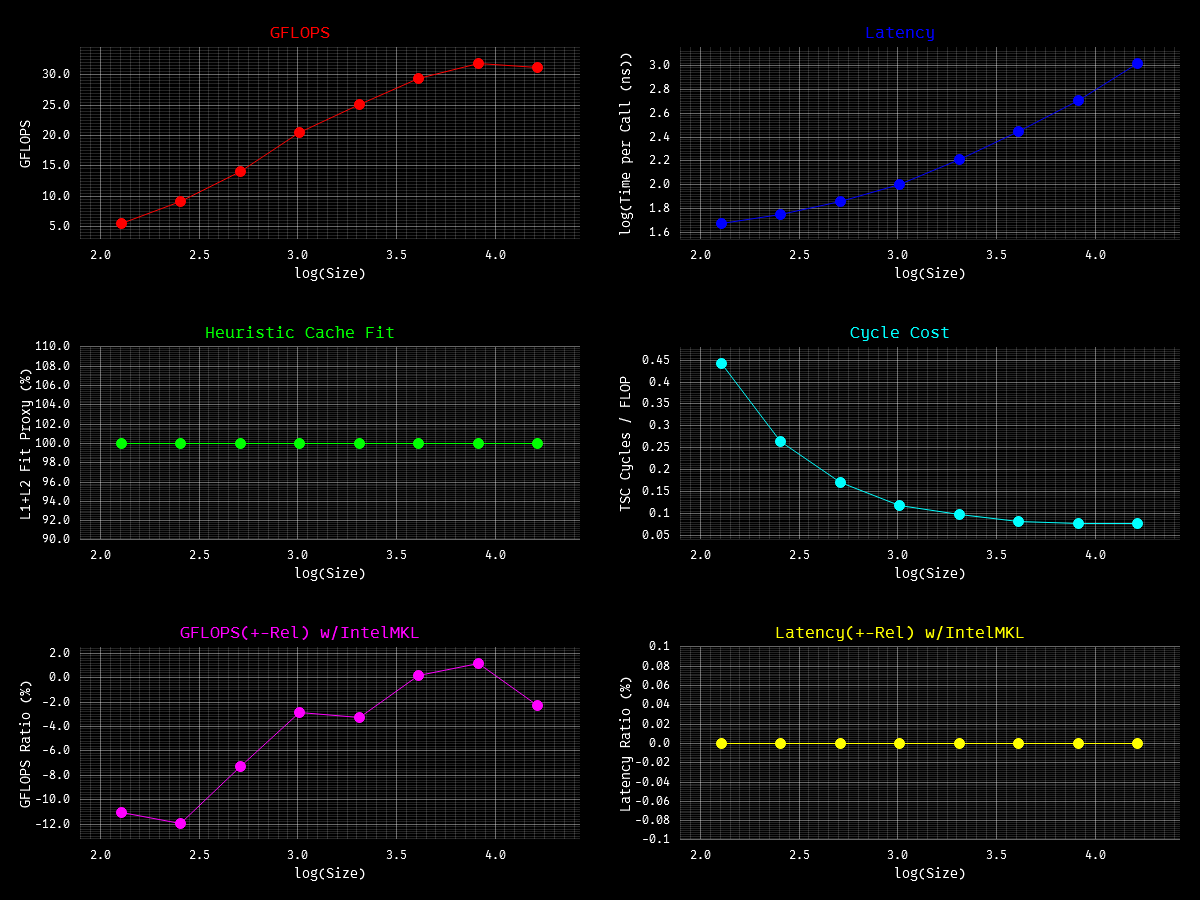 GFLOPS
GFLOPS
30.0
25.0
20.0
15.0
10.0
5.0
2.0 2.5 3.0 3.5 4.0
log(Size)
Latency
log(Time per Call (ns))
3.0
2.8
2.6
2.4
2.2
2.0
1.8
1.6
2.0 2.5 3.0 3.5 4.0
log(Size)
Heuristic Cache Fit
L1+L2 Fit Proxy (%)
110.0
108.0
106.0
104.0
102.0
100.0
98.0
96.0
94.0
92.0
90.0
2.0 2.5 3.0 3.5 4.0
log(Size)
Cycle Cost
TSC Cycles / FLOP
0.45
0.4
0.35
0.3
0.25
0.2
0.15
0.1
0.05
2.0 2.5 3.0 3.5 4.0
log(Size)
GFLOPS(+-Rel) w/IntelMKL
GFLOPS Ratio (%)
2.0
0.0
-2.0
-4.0
-6.0
-8.0
-10.0
-12.0
2.0 2.5 3.0 3.5 4.0
log(Size)
Latency(+-Rel) w/IntelMKL
Latency Ratio (%)
0.1
0.08
0.06
0.04
0.02
0.0
-0.02
-0.04
-0.06
-0.08
-0.1
2.0 2.5 3.0 3.5 4.0
log(Size)